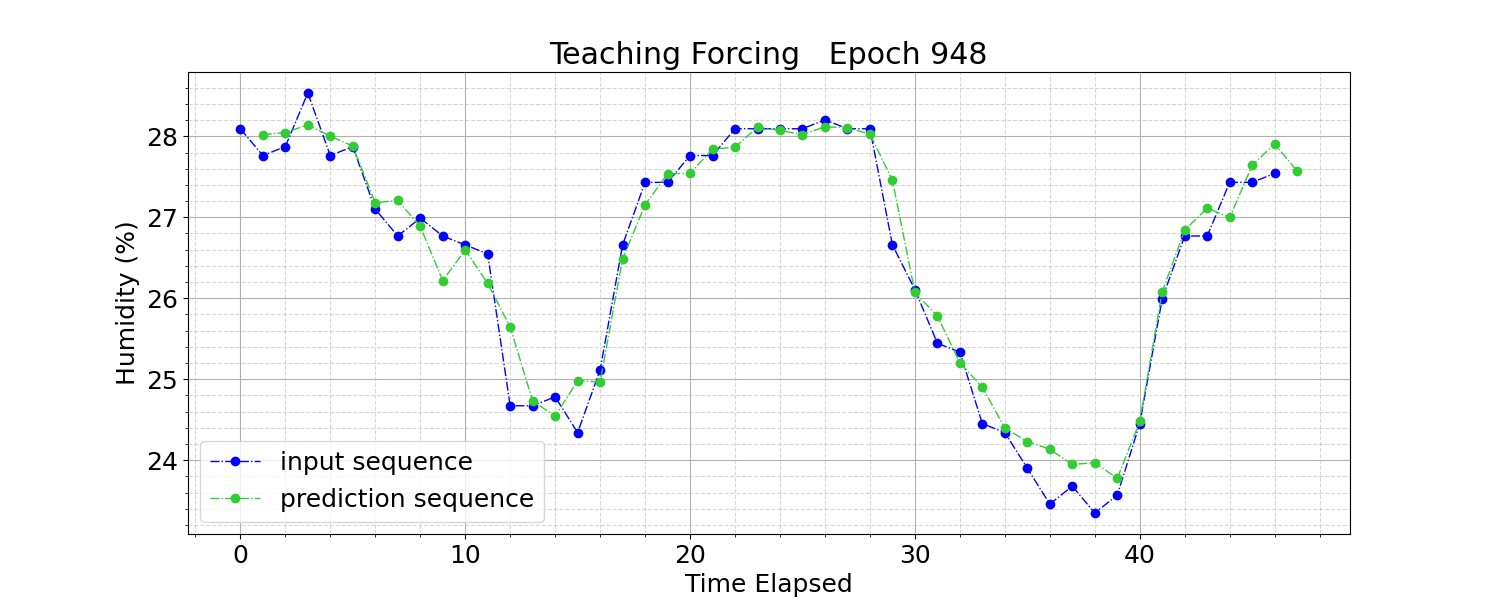 Teaching Forcing   Epoch 948
Humidity (%)
28
27
26
25
24
input sequence
prediction sequence
0 10 20 30 40
Time Elapsed